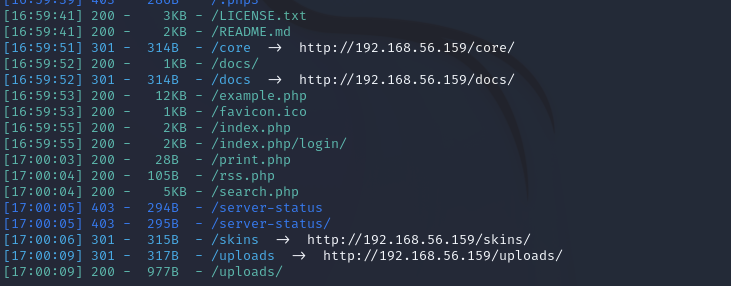 [16:59:39] 403 - 286B - /.php3
[16:59:41] 200 - 3KB - /LICENSE.txt
[16:59:41] 200 - 2KB - /README.md
[16:59:51] 301 - 314B - /core -> http://192.168.56.159/core/
[16:59:52] 200 - 1KB - /docs/
[16:59:52] 301 - 314B - /docs -> http://192.168.56.159/docs/
[16:59:53] 200 - 12KB - /example.php
[16:59:53] 200 - 1KB - /favicon.ico
[16:59:55] 200 - 2KB - /index.php
[16:59:55] 200 - 2KB - /index.php/login/
[17:00:03] 200 - 28B - /print.php
[17:00:04] 200 - 105B - /rss.php
[17:00:04] 200 - 5KB - /search.php
[17:00:05] 403 - 294B - /server-status
[17:00:05] 403 - 295B - /server-status/
[17:00:06] 301 - 315B - /skins -> http://192.168.56.159/skins/
[17:00:09] 301 - 317B - /uploads -> http://192.168.56.159/uploads/
[17:00:09] 200 - 977B - /uploads/